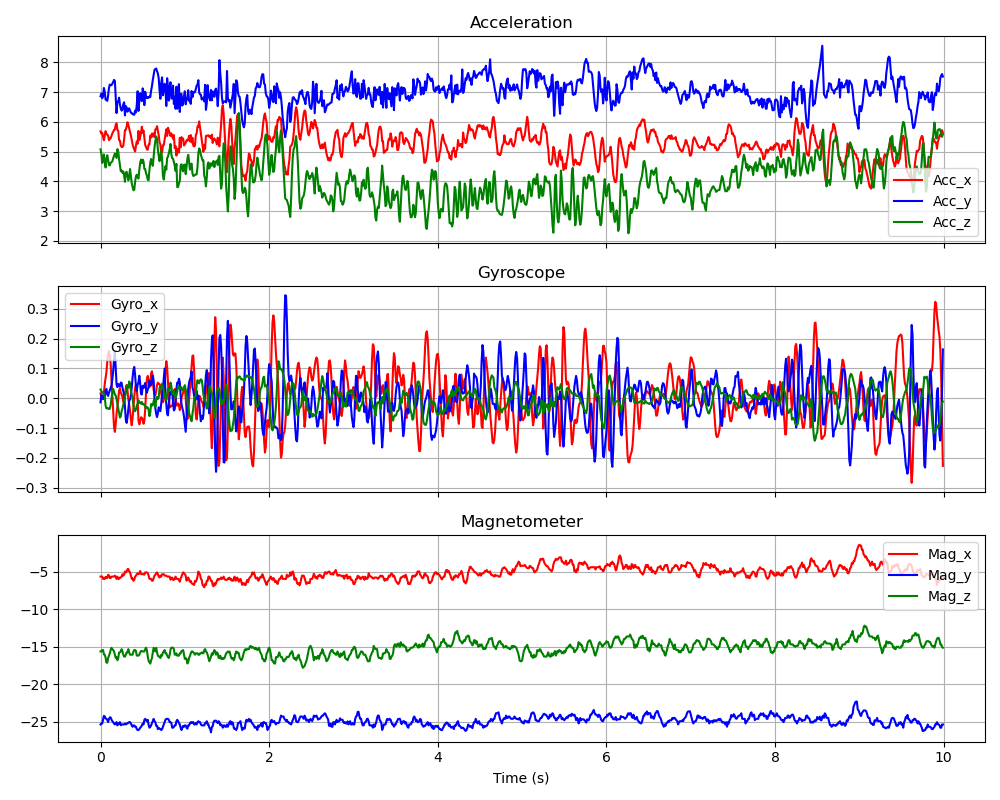 Acceleration
8
7
6
5
4
3
2
Acc_x
Acc_y
Acc_z
Gyroscope
0.3
0.2
0.1
0.0
−0.1
−0.2
−0.3
Gyro_x
Gyro_y
Gyro_z
Magnetometer
−5
−10
−15
−20
−25
Mag_x
Mag_y
Mag_z
0 2 4 6 8 10
Time (s)